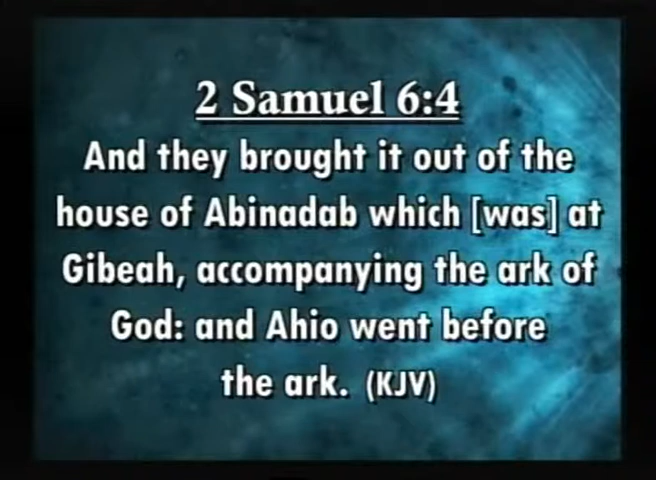 2 Samuel 6:4
And they brought it out of the
house of Abinadab which [was] at
Gibeah, accompanying the ark of
God: and Ahio went before
the ark. (KJV)